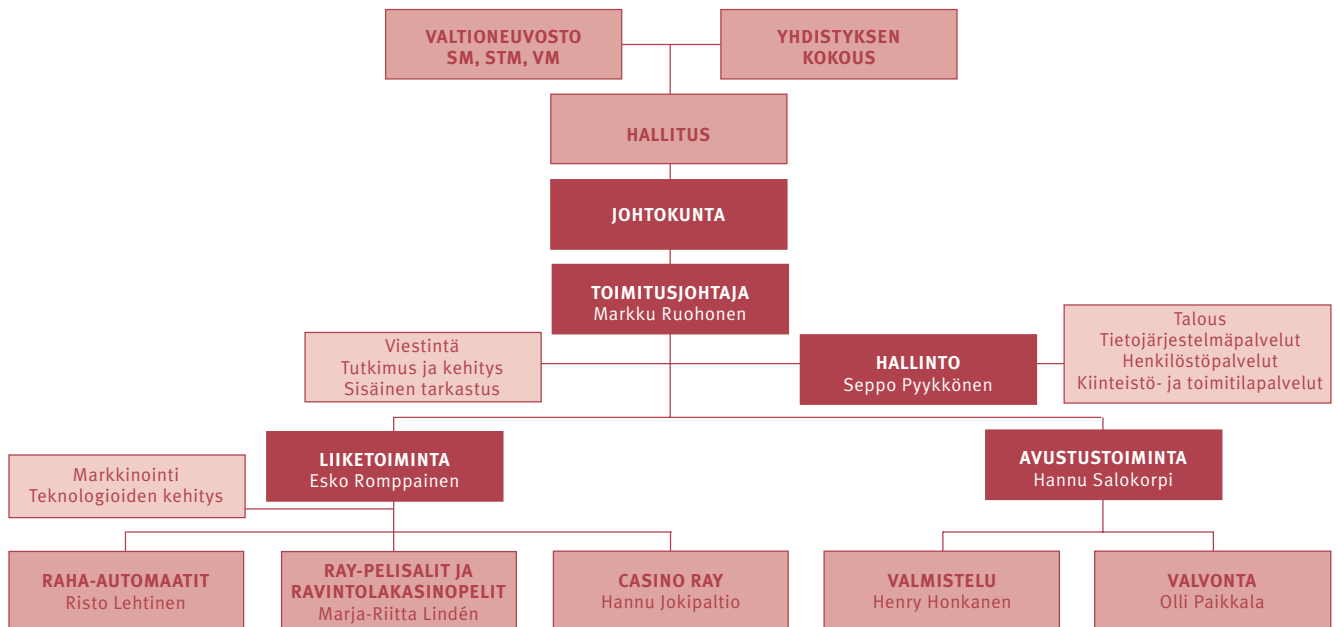 VALTIONEUVOSTO
SM, STM, VM
YHDISTYKSEN
KOKOUS
HALLITUS
JOHTOKUNTA
TOIMITUSJOHTAJA
Markku Ruohonen
Viestintä
Tutkimus ja kehitys
Sisäinen tarkastus
HALLINTO
Seppo Pyykkönen
Talous
Tietojärjestelmäpalvelut
Henkilöstöpalvelut
Kiinteistö- ja toimitilapalvelut
LIIKETOIMINTA
Esko Romppainen
AVUSTUSTOIMINTA
Hannu Salokorpi
Markkinointi
Teknologioiden kehitys
RAHA-AUTOMAATIT
Risto Lehtinen
RAY-PELISALIT JA
RAVINTOLAKASINOPELIT
Marja-Riitta Lindén
CASINO RAY
Hannu Jokipaltio
VALMISTELU
Henry Honkanen
VALVONTA
Olli Paikkala